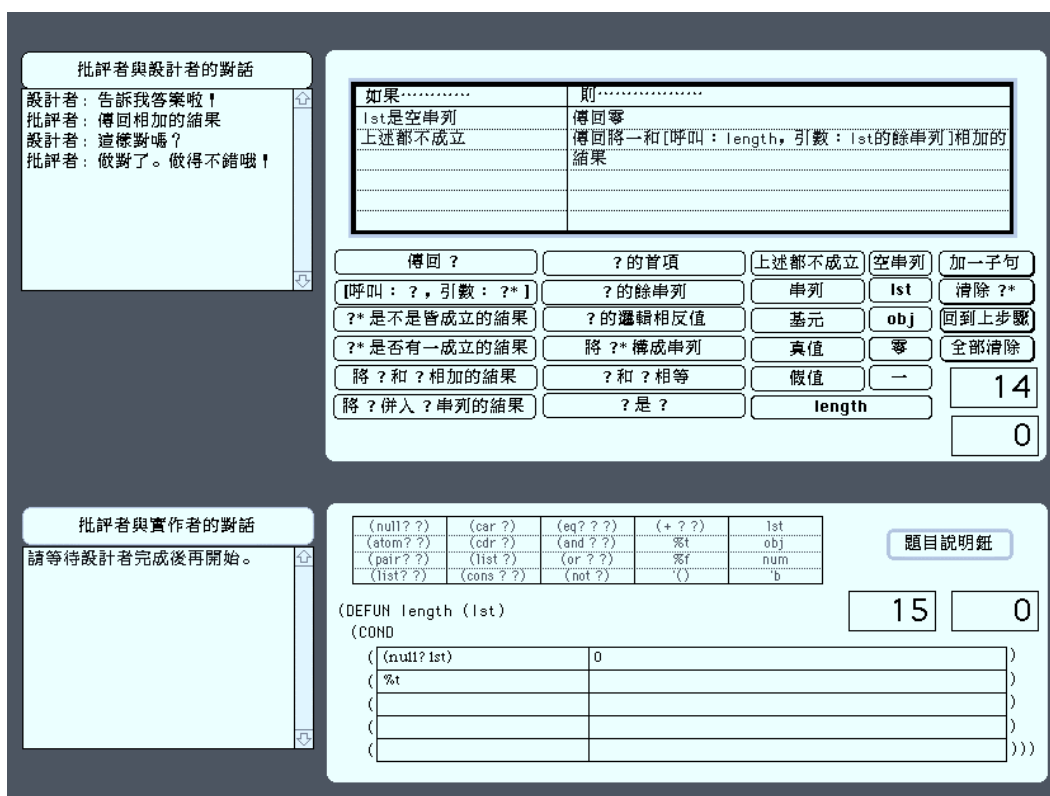 批評者與設計者的對話
設計者: 告訴我答案啦!
批評者: 傳回相加的結果
設計者: 這樣對嗎?
批評者: 做對了。做得不錯哦!
如果………… 則………………
lst是空串列 傳回零
上述都不成立 傳回將一和[呼叫: length, 引數: lst的餘串列]相加的
結果
傳回 ? ?的首項 上述都不成立 空串列 加一子句
[呼叫: ?, 引數: ?*] ?的餘串列 串列 lst 清除 ?*
?*是不是皆成立的結果 ?的邏輯相反值 基元 obj 回到上步驟
?*是否有一成立的結果 將 ?*構成串列 真值 零 全部清除
將 ?和 ?相加的結果 ?和 ?相等 假值 一 14
將 ?併入 ?串列的結果 ?是 ? length
0
批評者與實作者的對話
請等待設計者完成後再開始。
(null? ?) (car ?) (eq? ? ?) (+ ? ?) lst
(atom? ?) (cdr ?) (and ? ?) %t obj
(pair? ?) (list ?) (or ? ?) %f num
(list? ?) (cons ? ?) (not ?) '() 'b
題目説明鈕
15 0
(DEFUN length (lst)
(COND
( (null? lst) 0 )
( %t )
( )
( )
( )))